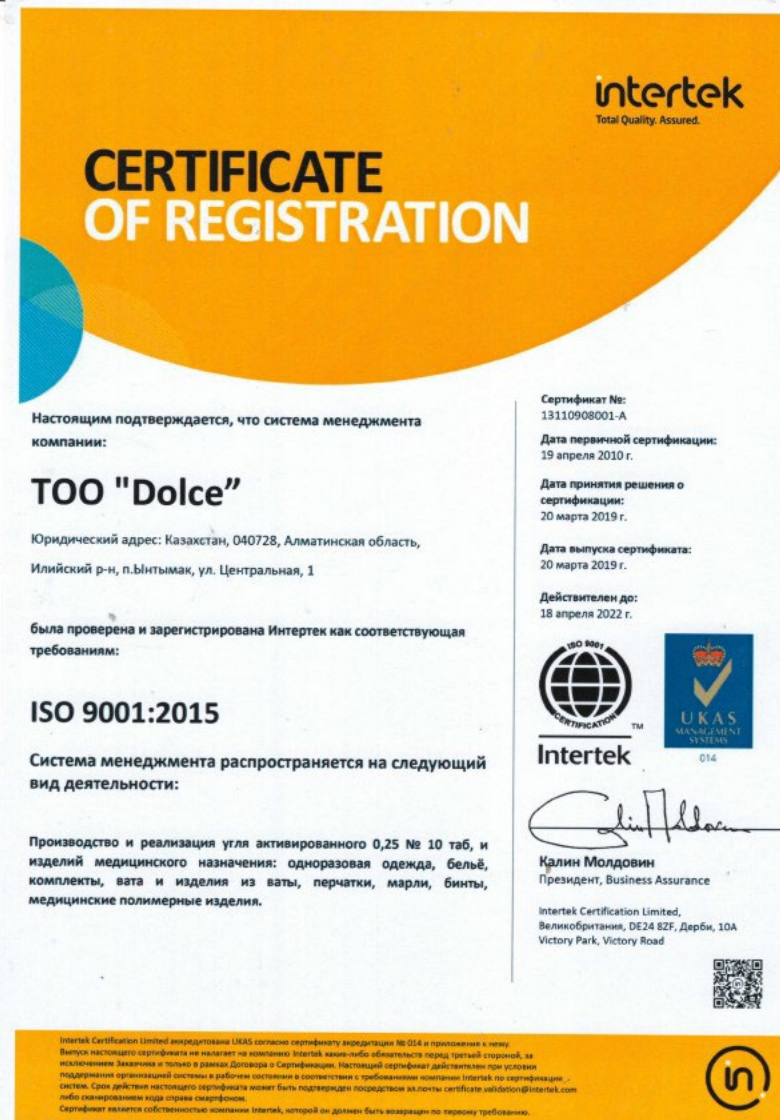 intertek
Total Quality. Assured.
CERTIFICATE
OF REGISTRATION
Настоящим подтверждается, что система менеджмента
компании:
ТОО "Dolce”
Юридический адрес: Казахстан, 040728, Алматинская область,
Илийский р-н, п.Ынтымак, ул. Центральная, 1
была проверена и зарегистрирована Интертек как соответствующая
требованиям:
ISO 9001:2015
Система менеджмента распространяется на следующий
вид деятельности:
Производство и реализация угля активированного 0,25 № 10 таб, и
изделий медицинского назначения: одноразовая одежда, бельё,
комплекты, вата и изделия из ваты, перчатки, марли, бинты,
медицинские полимерные изделия.
Сертификат №:
13110908001-A
Дата первичной сертификации:
19 апреля 2010 г.
Дата принятия решения о
сертификации:
20 марта 2019 г.
Дата выпуска сертификата:
20 марта 2019 г.
Действителен до:
18 апреля 2022 г.
ISO 9001
CERTIFICATION
TM
Intertek
UKAS
MANAGEMENT
SYSTEMS
014
Калин Молдовин
Президент, Business Assurance
Intertek Certification Limited,
Великобритания, DE24 8ZF, Дерби, 10A
Victory Park, Victory Road
in
Intertek Certification Limited аккредитована UKAS согласно сертификату аккредитации № 014 и приложения к нему.
Выпуск настоящего сертификата не налагает на компанию Intertek каких-либо обязательств перед третьей стороной, за
исключением Заказчика и только в рамках Договора о Сертификации. Настоящий сертификат действителен при условии
поддержания организацией системы в рабочем состоянии в соответствии с требованиями компании Intertek по сертификации
систем. Срок действия настоящего сертификата может быть подтвержден посредством эл.почты certificate.validation@intertek.com
либо сканированием кода справа смартфоном.
Сертификат является собственностью компании Intertek, которой он должен быть возвращен по первому требованию.
in